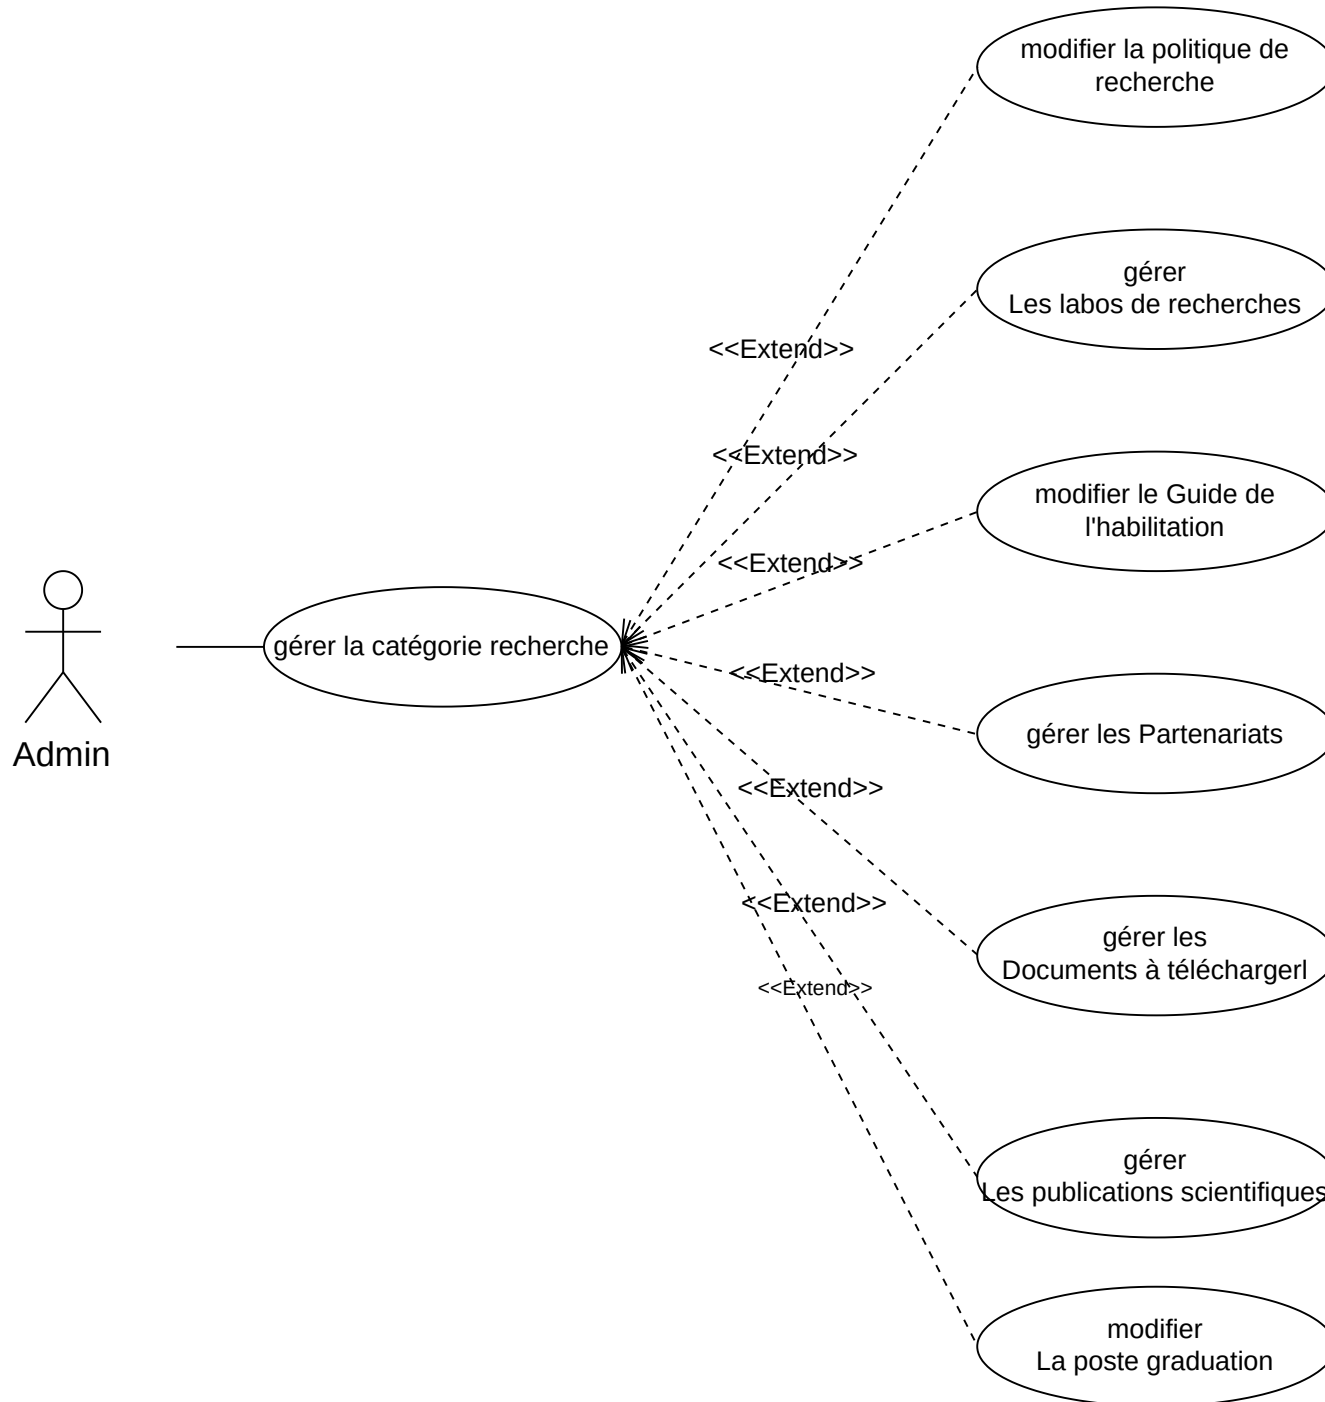 modifier la politique de
recherche
gérer
Les labos de recherches
<<Extend>>
<<Extend>>
modifier le Guide de
l'habilitation
<<Extend>>
gérer la catégorie recherche
<<Extend>>
gérer les Partenariats
Admin
<<Extend>>
<<Extend>>
gérer les
Documents à téléchargerl
<<Extend>>
gérer
Les publications scientifiques
modifier
La poste graduation